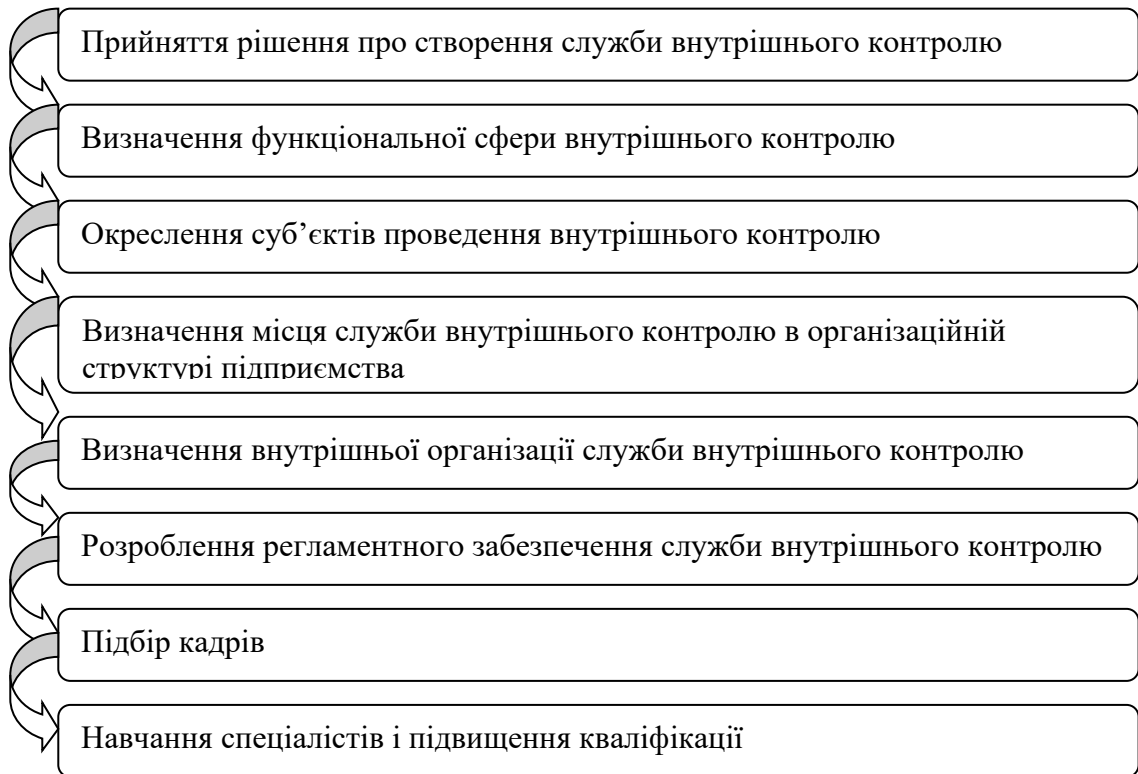 Прийняття рішення про створення служби внутрішнього контролю
Визначення функціональної сфери внутрішнього контролю
Окреслення суб’єктів проведення внутрішнього контролю
Визначення місця служби внутрішнього контролю в організаційній
структурі підприємства
Визначення внутрішньої організації служби внутрішнього контролю
Розроблення регламентного забезпечення служби внутрішнього контролю
Підбір кадрів
Навчання спеціалістів і підвищення кваліфікації